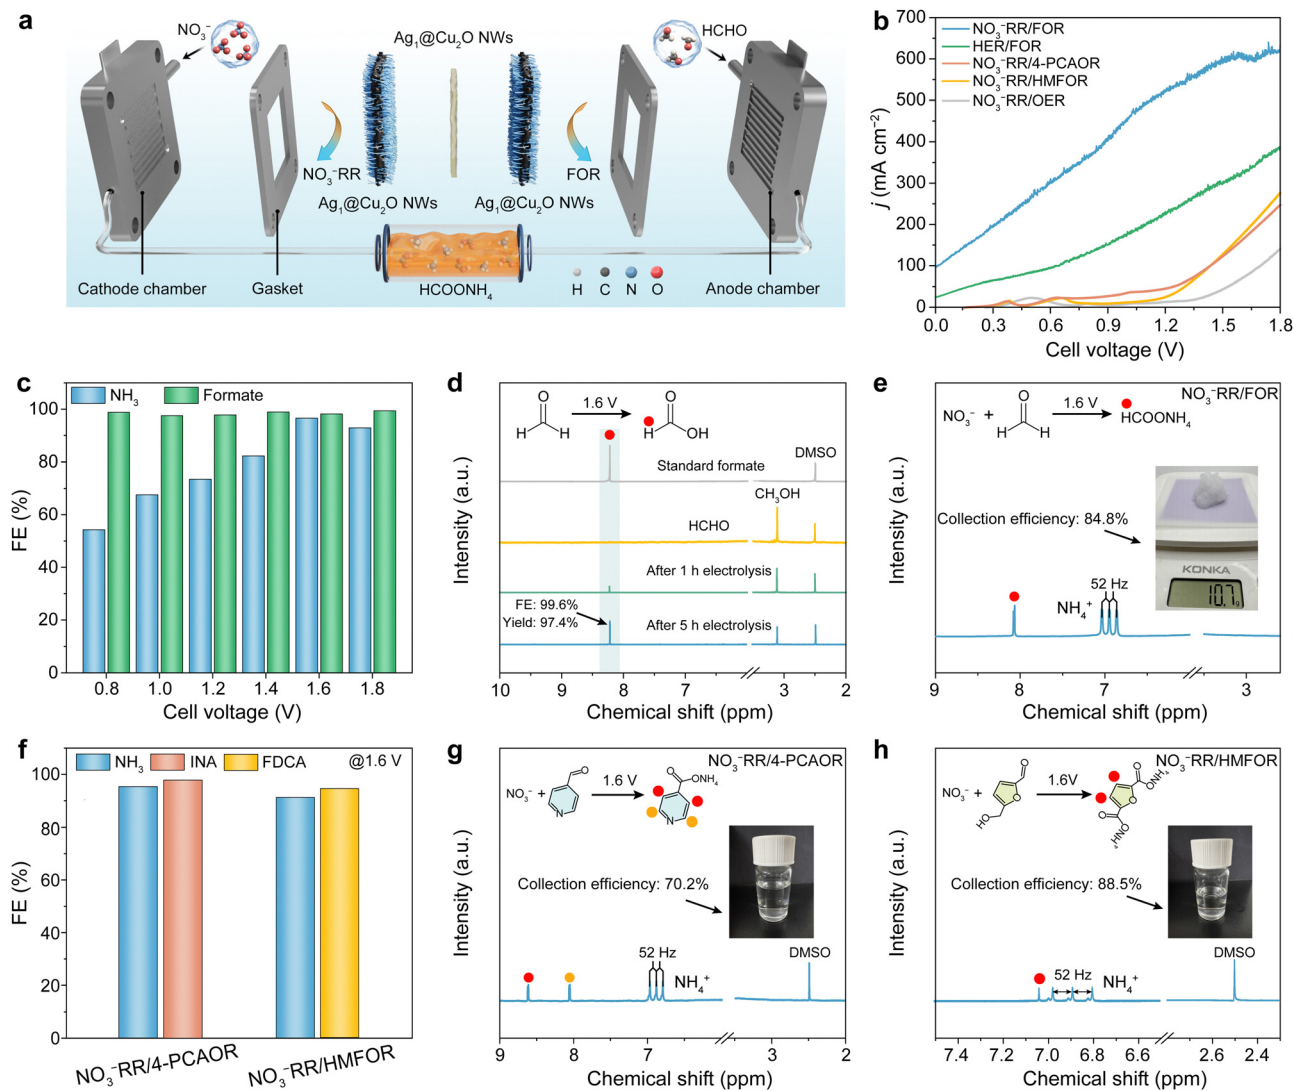 a
NO₃⁻
HCHO
Ag₁@Cu₂O NWs
NO₃⁻RR
FOR
Ag₁@Cu₂O NWs
Ag₁@Cu₂O NWs
Cathode chamber
Gasket
HCOONH₄
H C N O
Anode chamber
b
j (mA cm⁻²)
700
600
500
400
300
200
100
0
NO₃⁻RR/FOR
HER/FOR
NO₃⁻RR/4-PCAOR
NO₃⁻RR/HMFOR
NO₃⁻RR/OER
0.0 0.3 0.6 0.9 1.2 1.5 1.8
Cell voltage (V)
c
FE (%)
100
80
60
40
20
0
NH₃
Formate
0.8 1.0 1.2 1.4 1.6 1.8
Cell voltage (V)
d
Intensity (a.u.)
O
H H
1.6 V
O
H OH
Standard formate
DMSO
CH₃OH
HCHO
After 1 h electrolysis
FE: 99.6%
Yield: 97.4%
After 5 h electrolysis
10 9 8 7 3 2
Chemical shift (ppm)
e
NO₃⁻RR/FOR
Intensity (a.u.)
NO₃⁻ +
O
H H
1.6 V
HCOONH₄
Collection efficiency: 84.8%
KONKA
10.7g
52 Hz
NH₄⁺
9 8 7 3
Chemical shift (ppm)
f
FE (%)
100
80
60
40
20
0
NH₃
INA
FDCA
@1.6 V
NO₃⁻RR/4-PCAOR
NO₃⁻RR/HMFOR
g
NO₃⁻RR/4-PCAOR
Intensity (a.u.)
NO₃⁻ +
O
N
1.6 V
O
ONH₄
N
Collection efficiency: 70.2%
52 Hz
NH₄⁺
DMSO
9 8 7 3 2
Chemical shift (ppm)
h
NO₃⁻RR/HMFOR
Intensity (a.u.)
NO₃⁻ +
O
O
HO
1.6V
O
ONH₄
O
O
ONH₄
Collection efficiency: 88.5%
52 Hz
NH₄⁺
DMSO
7.4 7.2 7.0 6.8 6.6 2.6 2.4
Chemical shift (ppm)